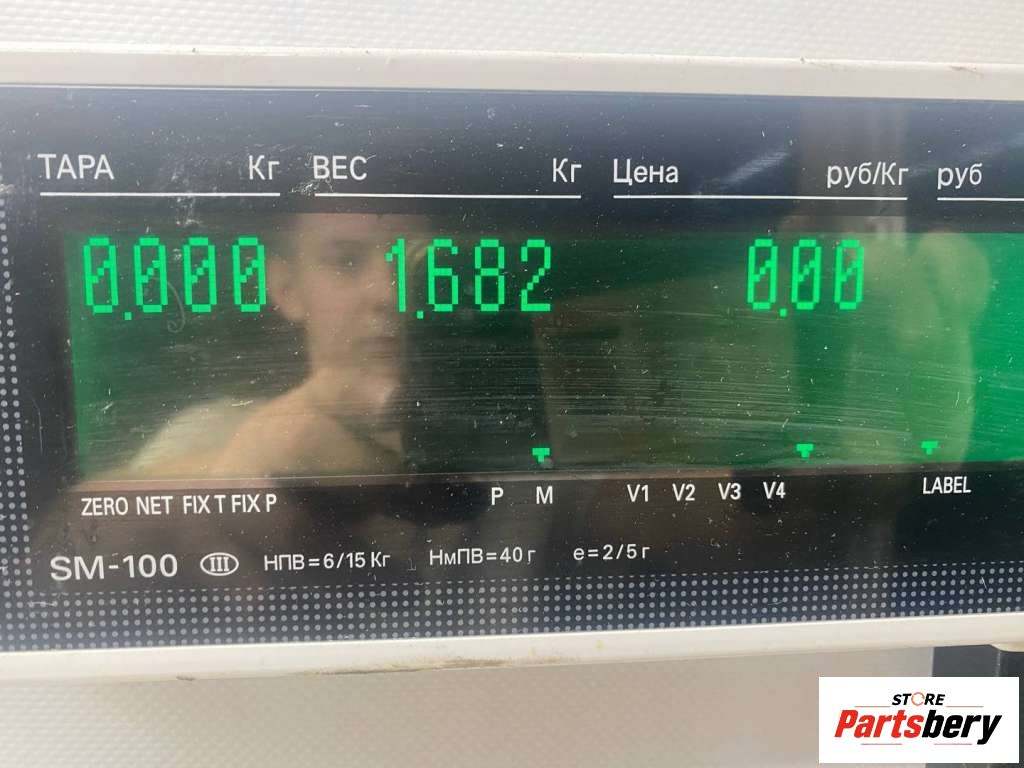 ТАРА Кг ВЕС Кг Цена руб/Кг руб
0.000 1.682 0.00
ZERO NET FIX T FIX P P M V1 V2 V3 V4 LABEL
SM-100 III НПВ=6/15 Кг НмПВ=40 г e=2/5 г
STORE
Partsbery